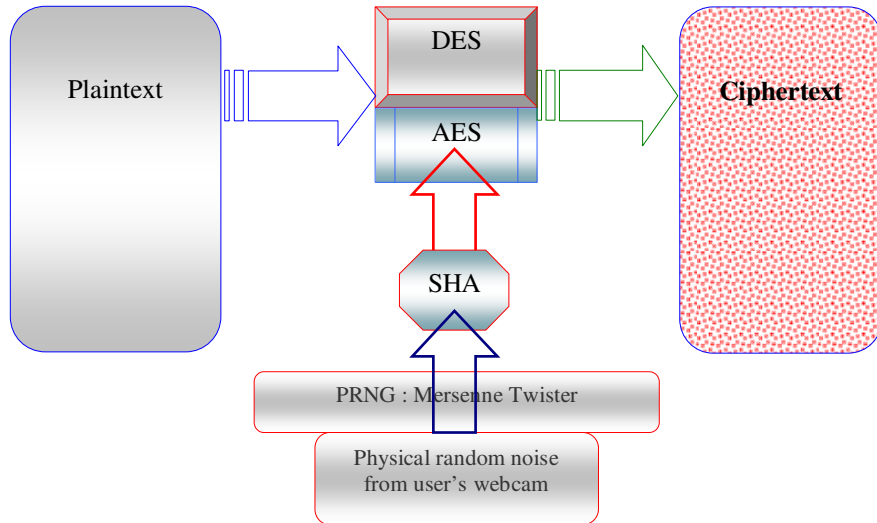 Plaintext
DES
AES
Ciphertext
SHA
PRNG : Mersenne Twister
Physical random noise
from user's webcam